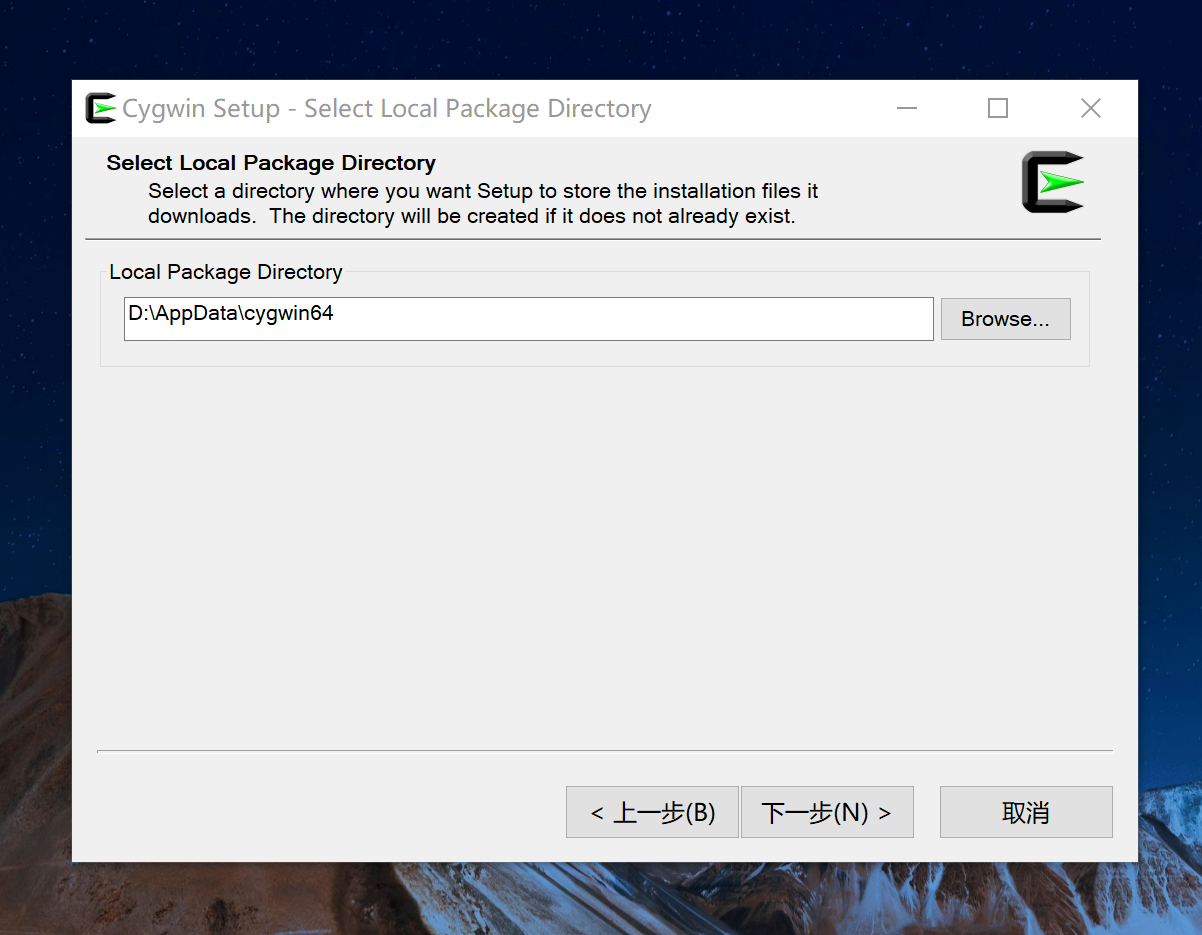 Cygwin Setup - Select Local Package Directory
Select Local Package Directory
Select a directory where you want Setup to store the installation files it
downloads.  The directory will be created if it does not already exist.
Local Package Directory
D:\AppData\cygwin64
Browse...
< 上一步(B)
下一步(N) >
取消